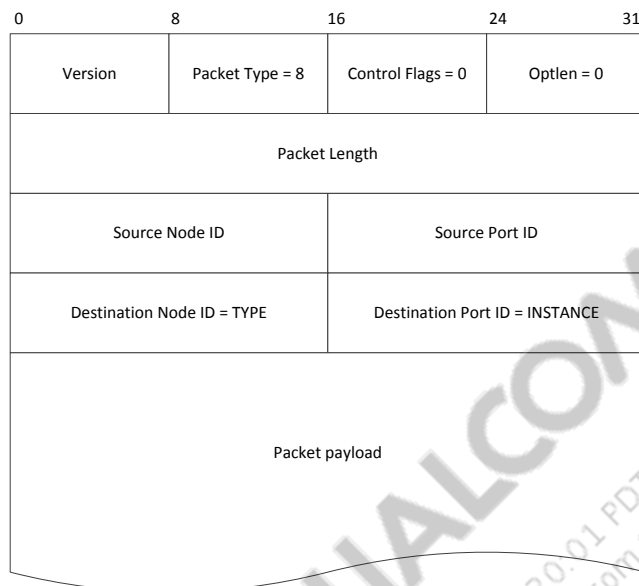 0 8 16 24 31
Version Packet Type = 8 Control Flags = 0 Optlen = 0
Packet Length
Source Node ID Source Port ID
Destination Node ID = TYPE Destination Port ID = INSTANCE
Packet payload